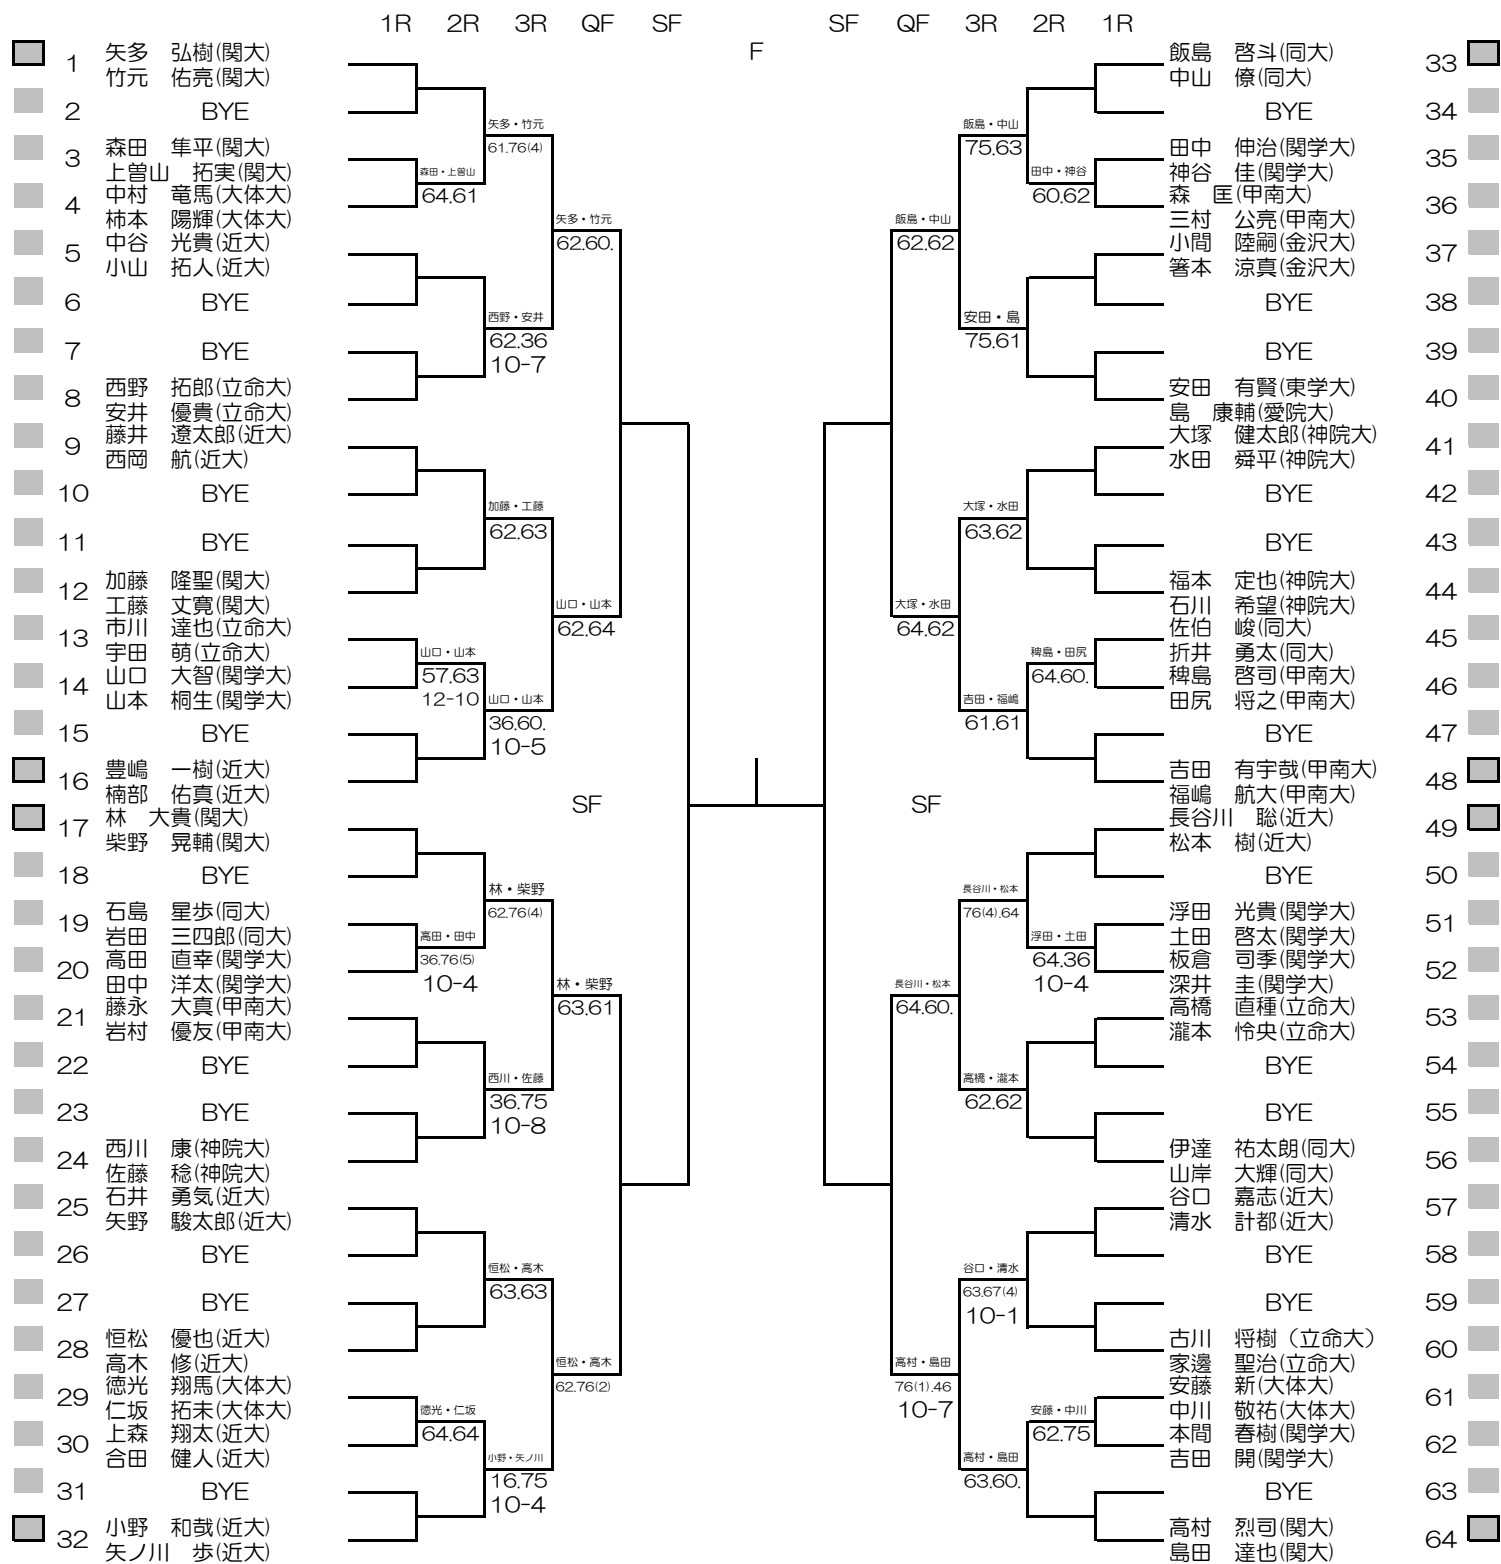 1R 2R 3R QF SF F SF QF 3R 2R 1R
1 矢多 弘樹(関大)
竹元 佑亮(関大)
2 BYE
3 森田 隼平(関大)
上曽山 拓実(関大)
4 中村 竜馬(大体大)
柿本 陽輝(大体大)
5 中谷 光貴(近大)
小山 拓人(近大)
6 BYE
7 BYE
8 西野 拓郎(立命大)
安井 優貴(立命大)
9 藤井 遼太郎(近大)
西岡 航(近大)
10 BYE
11 BYE
12 加藤 隆聖(関大)
工藤 丈寛(関大)
13 市川 達也(立命大)
宇田 萌(立命大)
14 山口 大智(関学大)
山本 桐生(関学大)
15 BYE
16 豊嶋 一樹(近大)
楠部 佑真(近大)
17 林 大貴(関大)
柴野 晃輔(関大)
18 BYE
19 石島 星歩(同大)
岩田 三四郎(同大)
20 高田 直幸(関学大)
田中 洋太(関学大)
21 藤永 大真(甲南大)
岩村 優友(甲南大)
22 BYE
23 BYE
24 西川 康(神院大)
佐藤 稔(神院大)
25 石井 勇気(近大)
矢野 駿太郎(近大)
26 BYE
27 BYE
28 恒松 優也(近大)
高木 修(近大)
29 徳光 翔馬(大体大)
仁坂 拓未(大体大)
30 上森 翔太(近大)
合田 健人(近大)
31 BYE
32 小野 和哉(近大)
矢ノ川 歩(近大)
森田・上曽山
64.61
山口・山本
57.63
12-10
高田・田中
36.76(5)
10-4
徳光・仁坂
64.64
矢多・竹元
61.76(4)
西野・安井
62.36
10-7
加藤・工藤
62.63
山口・山本
36.60.
10-5
林・柴野
62.76(4)
西川・佐藤
36.75
10-8
恒松・高木
63.63
小野・矢ノ川
16.75
10-4
矢多・竹元
62.60.
山口・山本
62.64
林・柴野
63.61
恒松・高木
62.76(2)
SF
SF
飯島・中山
62.62
大塚・水田
64.62
長谷川・松本
64.60.
高村・島田
76(1).46
10-7
飯島・中山
75.63
安田・島
75.61
大塚・水田
63.62
吉田・福嶋
61.61
長谷川・松本
76(4).64
高橋・瀧本
62.62
谷口・清水
63.67(4)
10-1
高村・島田
63.60.
田中・神谷
60.62
稗島・田尻
64.60.
浮田・土田
64.36
10-4
安藤・中川
62.75
飯島 啓斗(同大) 33
中山 僚(同大)
BYE 34
田中 伸治(関学大) 35
神谷 佳(関学大)
森 匡(甲南大) 36
三村 公亮(甲南大)
小間 陸嗣(金沢大) 37
箸本 涼真(金沢大)
BYE 38
BYE 39
安田 有賢(東学大) 40
島 康輔(愛院大)
大塚 健太郎(神院大) 41
水田 舜平(神院大)
BYE 42
BYE 43
福本 定也(神院大) 44
石川 希望(神院大)
佐伯 峻(同大) 45
折井 勇太(同大)
稗島 啓司(甲南大) 46
田尻 将之(甲南大)
BYE 47
吉田 有宇哉(甲南大) 48
福嶋 航大(甲南大)
長谷川 聡(近大) 49
松本 樹(近大)
BYE 50
浮田 光貴(関学大) 51
土田 啓太(関学大)
板倉 司季(関学大) 52
深井 圭(関学大)
高橋 直種(立命大) 53
瀧本 怜央(立命大)
BYE 54
BYE 55
伊達 祐太朗(同大) 56
山岸 大輝(同大)
谷口 嘉志(近大) 57
清水 計都(近大)
BYE 58
BYE 59
古川 将樹（立命大） 60
家邊 聖治(立命大)
安藤 新(大体大) 61
中川 敬祐(大体大)
本間 春樹(関学大) 62
吉田 開(関学大)
BYE 63
高村 烈司(関大) 64
島田 達也(関大)